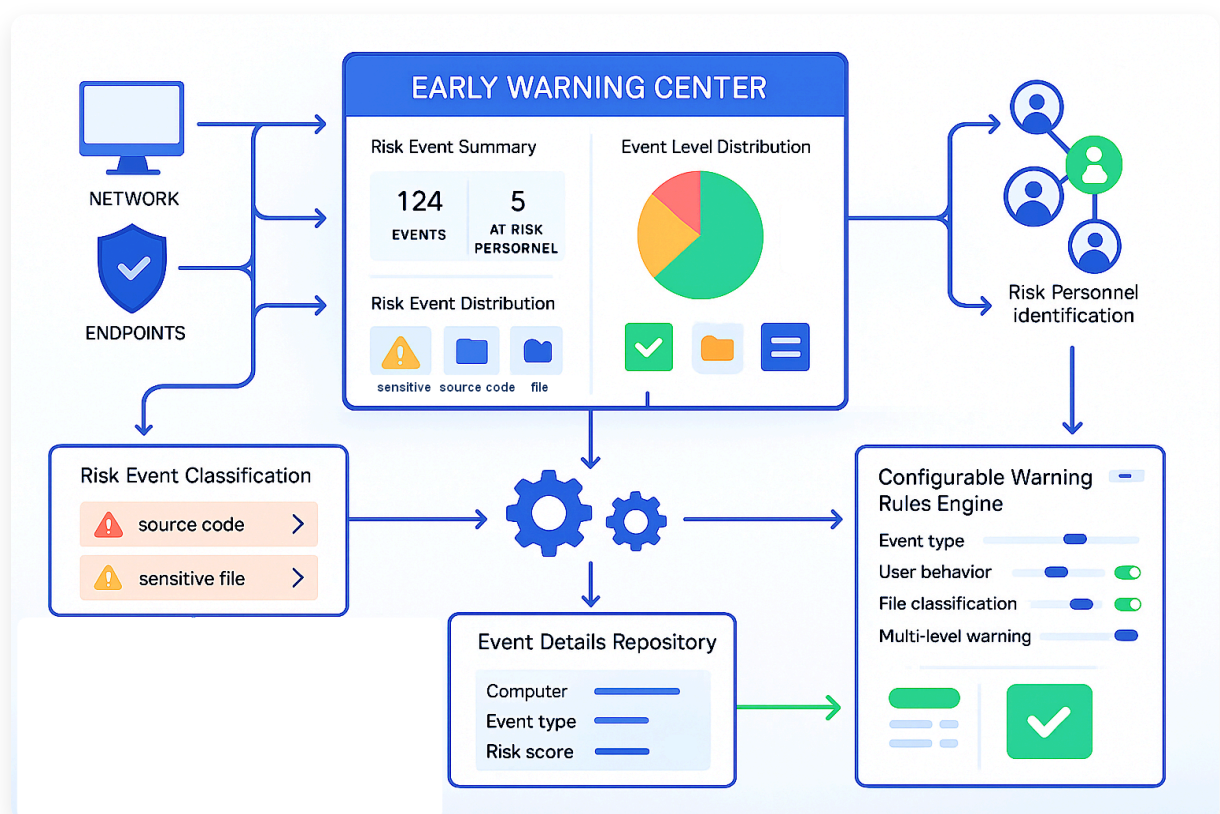 EARLY WARNING CENTER
NETWORK
ENDPOINTS
Risk Event Summary
124
EVENTS
5
AT RISK
PERSORNEL
Risk Event Distribution
sensitive
source code
file
Event Level Distribution
Risk Personnel
identification
Risk Event Classification
source code
sensitive file
Event Details Repository
Computer
Event type
Risk score
Configurable Warning
Rules Engine
Event type
User behavior
File classification
Multi-level warning